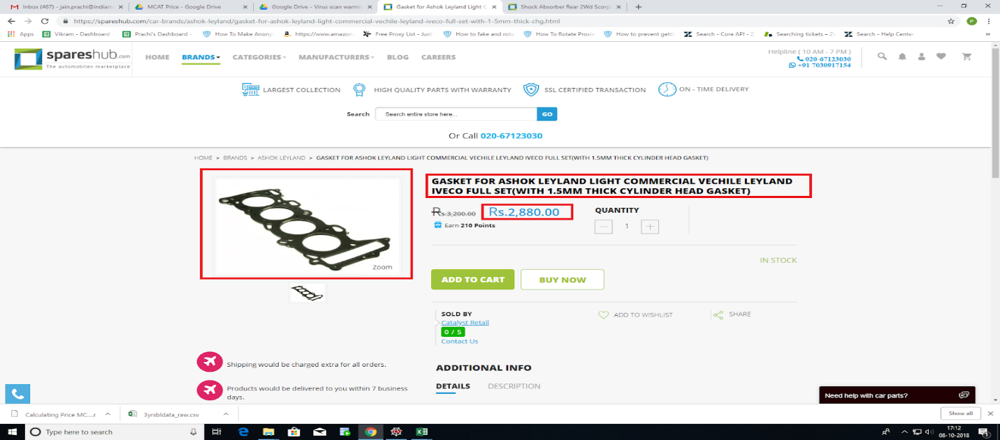 Inbox (467) - jain.prachi@indiam
MCAT Price - Google Drive
Google Drive - Virus scan warnin
Gasket for Ashok Leyland Light C
Shock Absorber Rear 2Wd Scorp
https://spareshub.com/car-brands/ashok-leyland/gasket-for-ashok-leyland-light-commercial-vechile-leyland-iveco-full-set-with-1-5mm-thick-chg.html
P
Apps
Vikram - Dashboard
Prachi's Dashboard -
How To Make Anony
https://www.amazon.
Free Proxy List - Just
How to fake and rota
How To Rotate Proxie
How to prevent getti
Search - Core API - Z
Searching tickets – Ze
Search - Help Center
spareshub.com
The automobiles marketplace
HOME
BRANDS
CATEGORIES
MANUFACTURERS
BLOG
CAREERS
Helpline ( 10 AM - 7 PM )
020-67123030
+91 7030917154
LARGEST COLLECTION
HIGH QUALITY PARTS WITH WARRANTY
SSL CERTIFIED TRANSACTION
ON - TIME DELIVERY
Search
Search entire store here...
GO
Or Call 020-67123030
HOME > BRANDS > ASHOK LEYLAND > GASKET FOR ASHOK LEYLAND LIGHT COMMERCIAL VECHILE LEYLAND IVECO FULL SET(WITH 1.5MM THICK CYLINDER HEAD GASKET)
GASKET FOR ASHOK LEYLAND LIGHT COMMERCIAL VECHILE LEYLAND
IVECO FULL SET(WITH 1.5MM THICK CYLINDER HEAD GASKET)
Rs.3,200.00 Rs.2,880.00
Earn 210 Points
QUANTITY
1
Zoom
IN STOCK
ADD TO CART
BUY NOW
SOLD BY
Catalyst Retail
0 / 5
Contact Us
ADD TO WISHLIST
SHARE
Shipping would be charged extra for all orders.
Products would be delivered to you within 7 business
days.
ADDITIONAL INFO
DETAILS
DESCRIPTION
Need help with car parts?
Calculating Price MC....r
3yrsbldata_raw.csv
Show all
Type here to search
17:12
08-10-2018